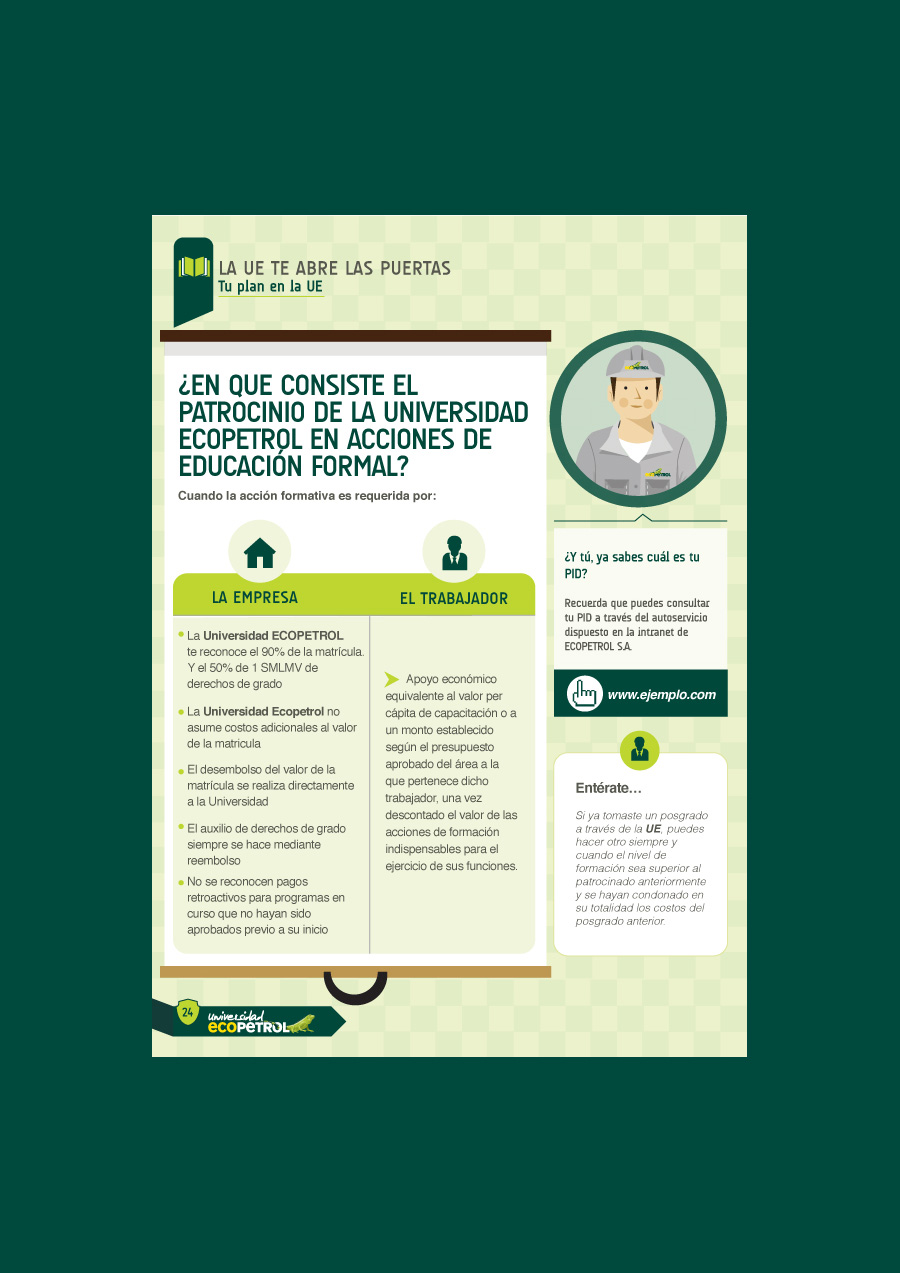 LA UE TE ABRE LAS PUERTAS
Tu plan en la UE
¿EN QUE CONSISTE EL
PATROCINIO DE LA UNIVERSIDAD
ECOPETROL EN ACCIONES DE
EDUCACIÓN FORMAL?
Cuando la acción formativa es requerida por:
LA EMPRESA
La Universidad ECOPETROL
te reconoce el 90% de la matrícula.
Y el 50% de 1 SMLMV de
derechos de grado
La Universidad Ecopetrol no
asume costos adicionales al valor
de la matricula
El desembolso del valor de la
matrícula se realiza directamente
a la Universidad
El auxilio de derechos de grado
siempre se hace mediante
reembolso
No se reconocen pagos
retroactivos para programas en
curso que no hayan sido
aprobados previo a su inicio
EL TRABAJADOR
Apoyo económico
equivalente al valor per
cápita de capacitación o a
un monto establecido
según el presupuesto
aprobado del área a la
que pertenece dicho
trabajador, una vez
descontado el valor de las
acciones de formación
indispensables para el
ejercicio de sus funciones.
ecoPETROL
ecoPETROL
¿Y tú, ya sabes cuál es tu
PID?
Recuerda que puedes consultar
tu PID a través del autoservicio
dispuesto en la intranet de
ECOPETROL S.A.
www.ejemplo.com
Entérate...
Si ya tomaste un posgrado
a través de la UE, puedes
hacer otro siempre y
cuando el nivel de
formación sea superior al
patrocinado anteriormente
y se hayan condonado en
su totalidad los costos del
posgrado anterior.
24
universidad
ecoPETROL